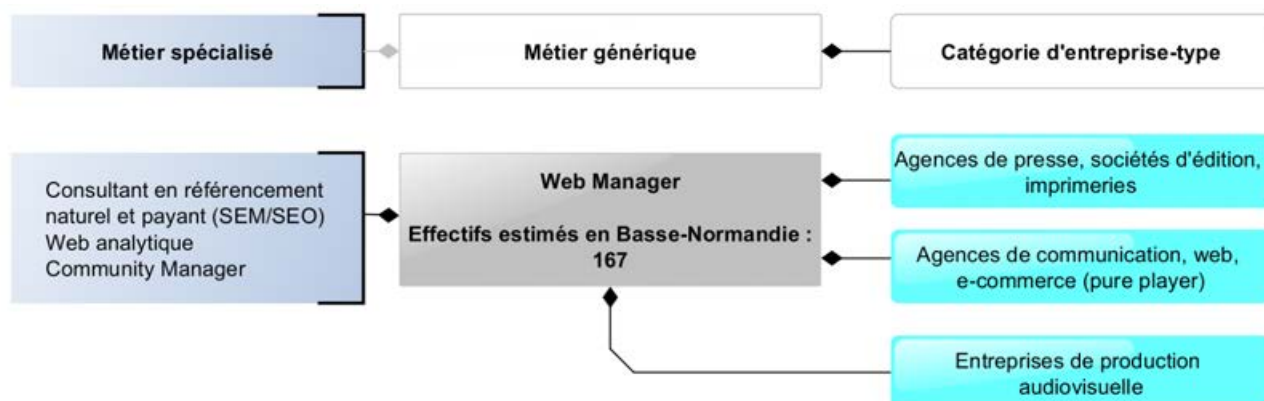 Métier spécialisé
Métier générique
Catégorie d'entreprise-type
Consultant en référencement
naturel et payant (SEM/SEO)
Web analytique
Community Manager
Web Manager
Effectifs estimés en Basse-Normandie :
167
Agences de presse, sociétés d'édition,
imprimeries
Agences de communication, web,
e-commerce (pure player)
Entreprises de production
audiovisuelle